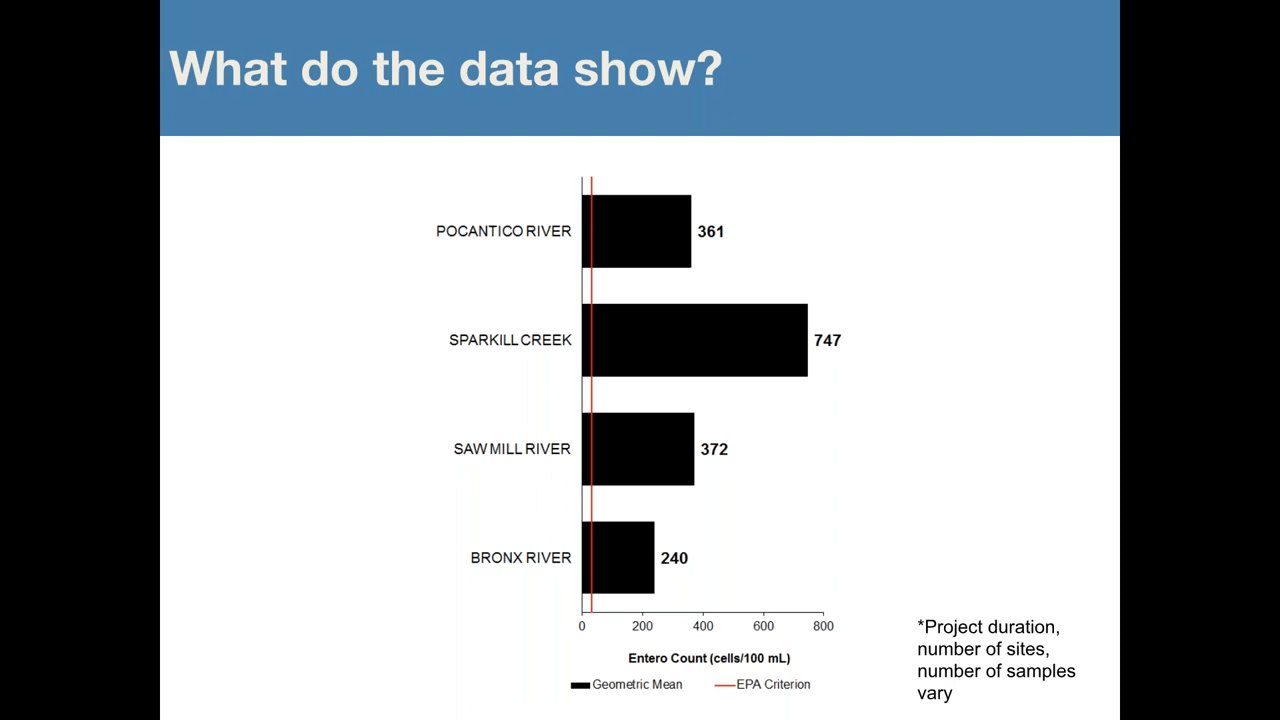 What do the data show?
POCANTICO RIVER
361
SPARKILL CREEK
747
SAW MILL RIVER
372
BRONX RIVER
240
0 200 400 600 800
Entero Count (cells/100 mL)
Geometric Mean EPA Criterion
*Project duration,
number of sites,
number of samples
vary